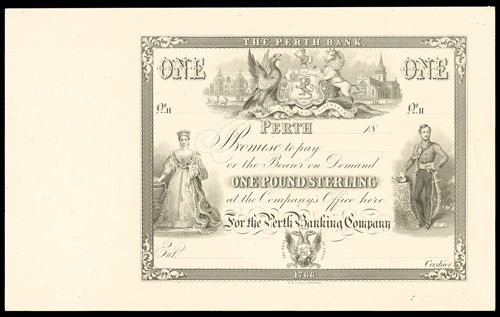 THE PERTH BANK
ONE ONE
No. No.
PERTH 18
Promise to pay
or the Bearer on Demand
ONE POUND STERLING
at the Company's Office here.
For the Perth Banking Company
Cashier
1766